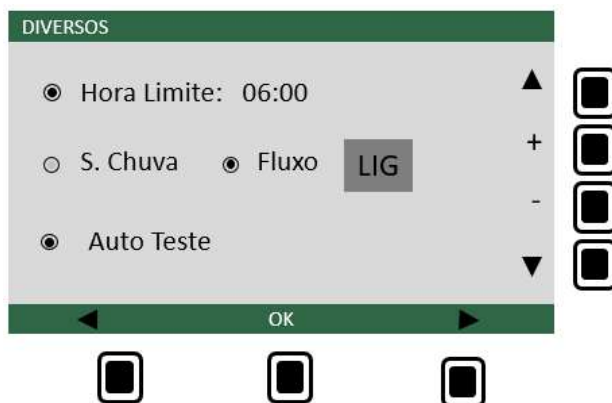 DIVERSOS
Hora Limite: 06:00
+
S. Chuva Fluxo LIG
-
Auto Teste
OK